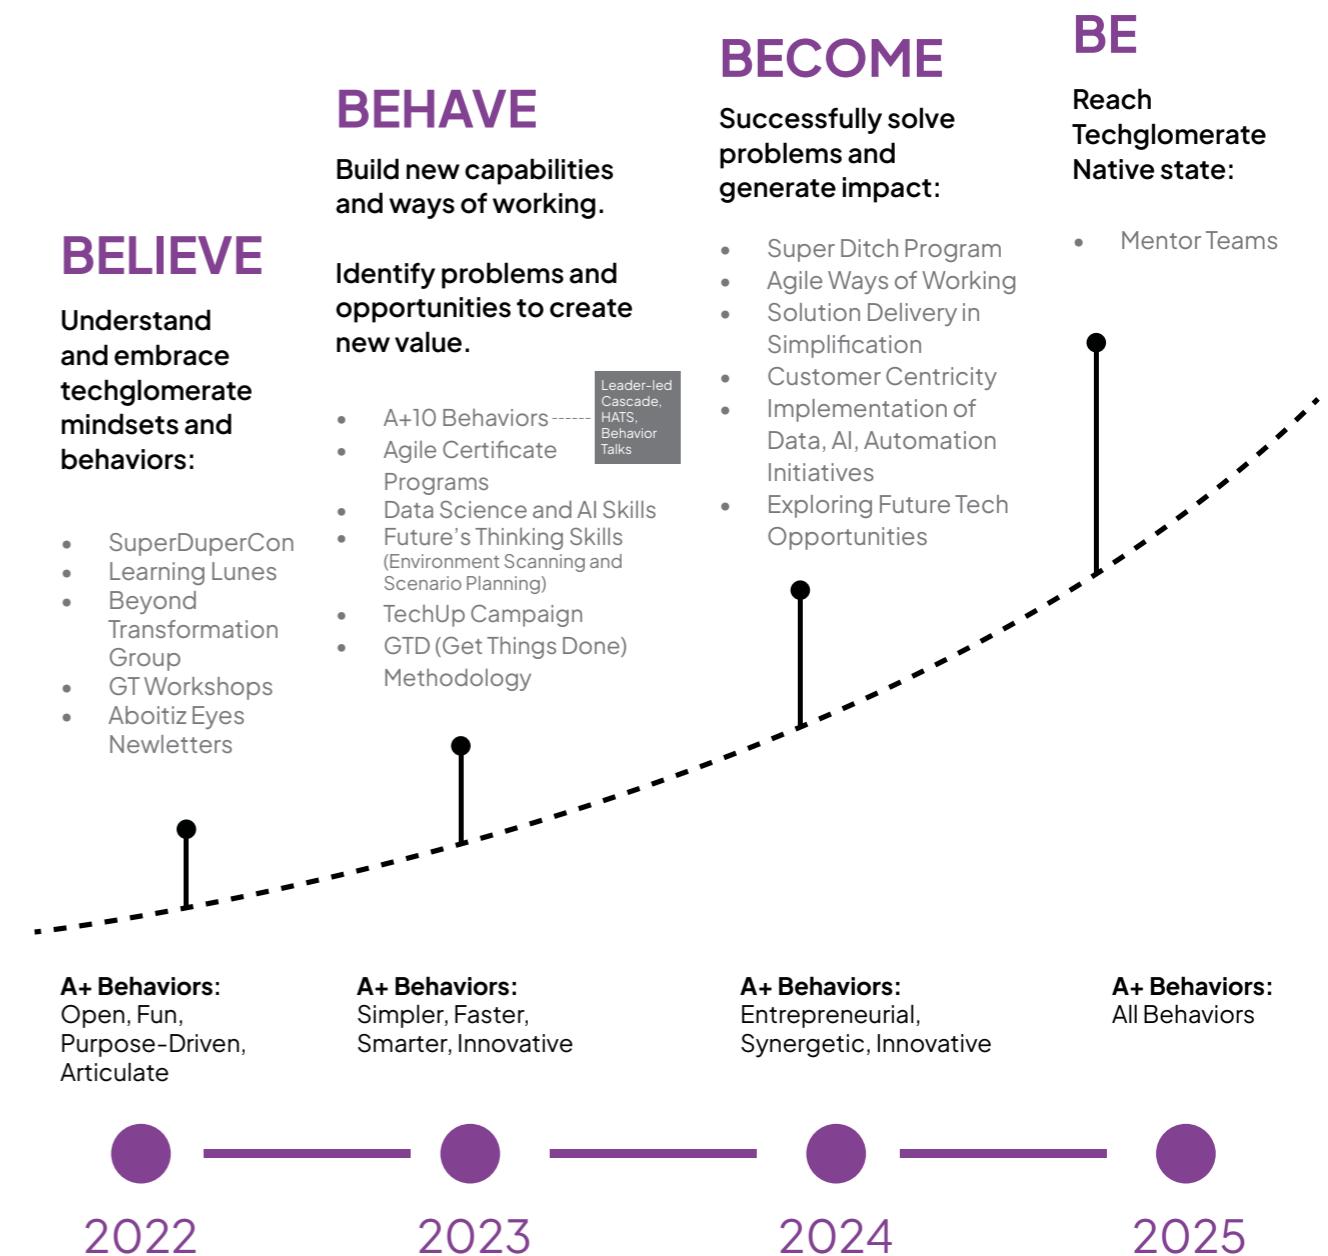 BELIEVE
Understand
and embrace
techglomerate
mindsets and
behaviors:
• SuperDuperCon
• Learning Lunes
• Beyond
Transformation
Group
• GT Workshops
• Aboitiz Eyes
Newletters
BEHAVE
Build new capabilities
and ways of working.
Identify problems and
opportunities to create
new value.
• A+10 Behaviors
Leader-led
Cascade,
HATS,
Behavior
Talks
• Agile Certificate
Programs
• Data Science and AI Skills
• Future’s Thinking Skills
(Environment Scanning and
Scenario Planning)
• TechUp Campaign
• GTD (Get Things Done)
Methodology
BECOME
Successfully solve
problems and
generate impact:
• Super Ditch Program
• Agile Ways of Working
• Solution Delivery in
Simplification
• Customer Centricity
• Implementation of
Data, AI, Automation
Initiatives
• Exploring Future Tech
Opportunities
BE
Reach
Techglomerate
Native state:
• Mentor Teams
A+ Behaviors:
Open, Fun,
Purpose-Driven,
Articulate
A+ Behaviors:
Simpler, Faster,
Smarter, Innovative
A+ Behaviors:
Entrepreneurial,
Synergetic, Innovative
A+ Behaviors:
All Behaviors
2022
2023
2024
2025